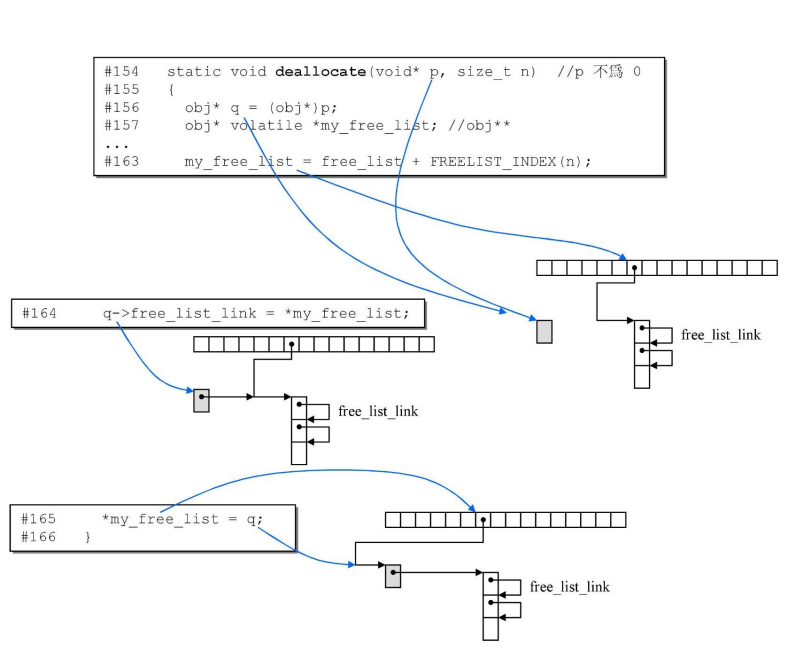 #154 static void deallocate(void* p, size_t n) //p 不爲 0
#155 {
#156 obj* q = (obj*)p;
#157 obj* volatile *my_free_list; //obj**
...
#163 my_free_list = free_list + FREELIST_INDEX(n);
#164 q->free_list_link = *my_free_list;
free_list_link
free_list_link
#165 *my_free_list = q;
#166 }
free_list_link